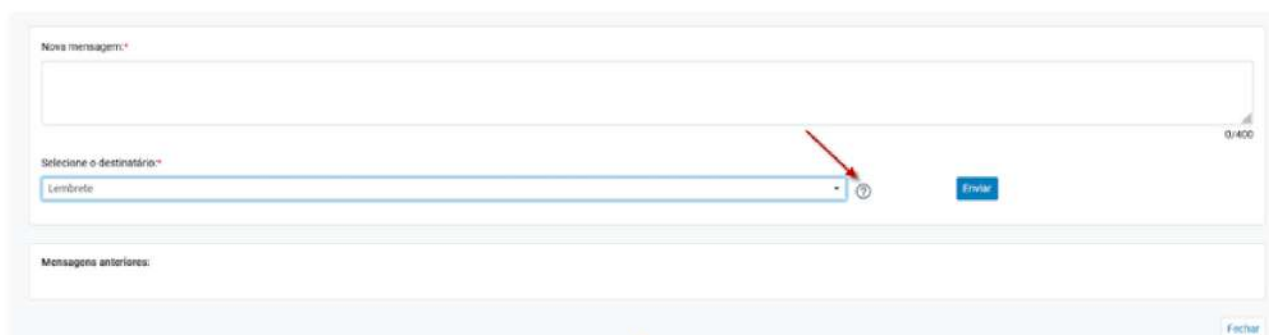 Nova mensagem:*
0/400
Selecione o destinatário:*
Lembrete
?
Enviar
Mensagens anteriores:
Fechar